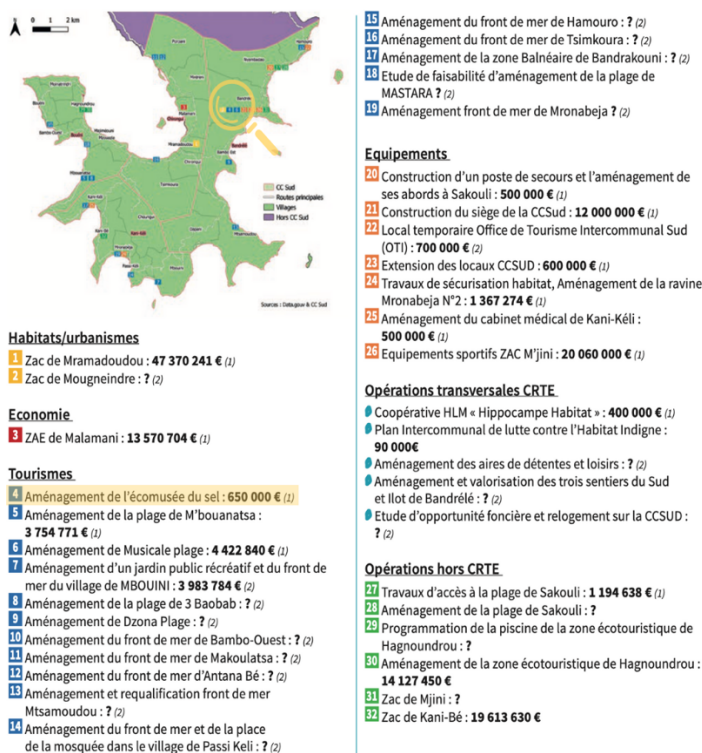 0 1 2 km
CC Sud
Routes principales
Villages
Hors CC Sud
Sources : Data.gouv & CC Sud
Habitats/urbanismes
1 Zac de Mramadoudou : 47 370 241 € (1)
2 Zac de Mougneindre : ? (2)
Economie
3 ZAE de Malamani : 13 570 704 € (1)
Tourismes
4 Aménagement de l'écomusée du sel : 650 000 € (1)
5 Aménagement de la plage de M'bouanatsa :
3 754 771 € (1)
6 Aménagement de Musicale plage : 4 422 840 € (1)
7 Aménagement d'un jardin public récréatif et du front de
mer du village de MBOUINI : 3 983 784 € (2)
8 Aménagement de la plage de 3 Baobab : ? (2)
9 Aménagement de Dzona Plage : ? (2)
10 Aménagement du front de mer de Bambo-Ouest : ? (2)
11 Aménagement du front de mer de Makoulatsa : ? (2)
12 Aménagement du front de mer d'Antana Bé : ? (2)
13 Aménagement et requalification front de mer
Mtsamoudou : ? (2)
14 Aménagement du front de mer et de la place
de la mosquée dans le village de Passi Keli : ? (2)
15 Aménagement du front de mer de Hamouro : ? (2)
16 Aménagement du front de mer de Tsimkoura : ? (2)
17 Aménagement de la zone Balnéaire de Bandrakouni : ? (2)
18 Etude de faisabilité d'aménagement de la plage de
MASTARA ? (2)
19 Aménagement front de mer de Mronabeja ? (2)
Equipements
20 Construction d'un poste de secours et l'aménagement de
ses abords à Sakouli : 500 000 € (1)
21 Construction du siège de la CCSud : 12 000 000 € (1)
22 Local temporaire Office de Tourisme Intercommunal Sud
(OTI) : 700 000 € (2)
23 Extension des locaux CCSUD : 600 000 € (1)
24 Travaux de sécurisation habitat, Aménagement de la ravine
Mronabeja N°2 : 1 367 274 € (1)
25 Aménagement du cabinet médical de Kani-Kéli :
500 000 € (1)
26 Equipements sportifs ZAC M'jini : 20 060 000 € (1)
Opérations transversales CRTE
Coopérative HLM « Hippocampe Habitat » : 400 000 € (1)
Plan Intercommunal de lutte contre l'Habitat Indigne :
90 000€
Aménagement des aires de détentes et loisirs : ? (2)
Aménagement et valorisation des trois sentiers du Sud
et Ilot de Bandrélé : ? (2)
Etude d'opportunité foncière et relogement sur la CCSUD :
? (2)
Opérations hors CRTE
27 Travaux d'accès à la plage de Sakouli : 1 194 638 € (1)
28 Aménagement de la plage de Sakouli : ?
29 Programmation de la piscine de la zone écotouristique de
Hagnoundrou : ?
30 Aménagement de la zone écotouristique de Hagnoundrou :
14 127 450 €
31 Zac de Mjini : ?
32 Zac de Kani-Bé : 19 613 630 €